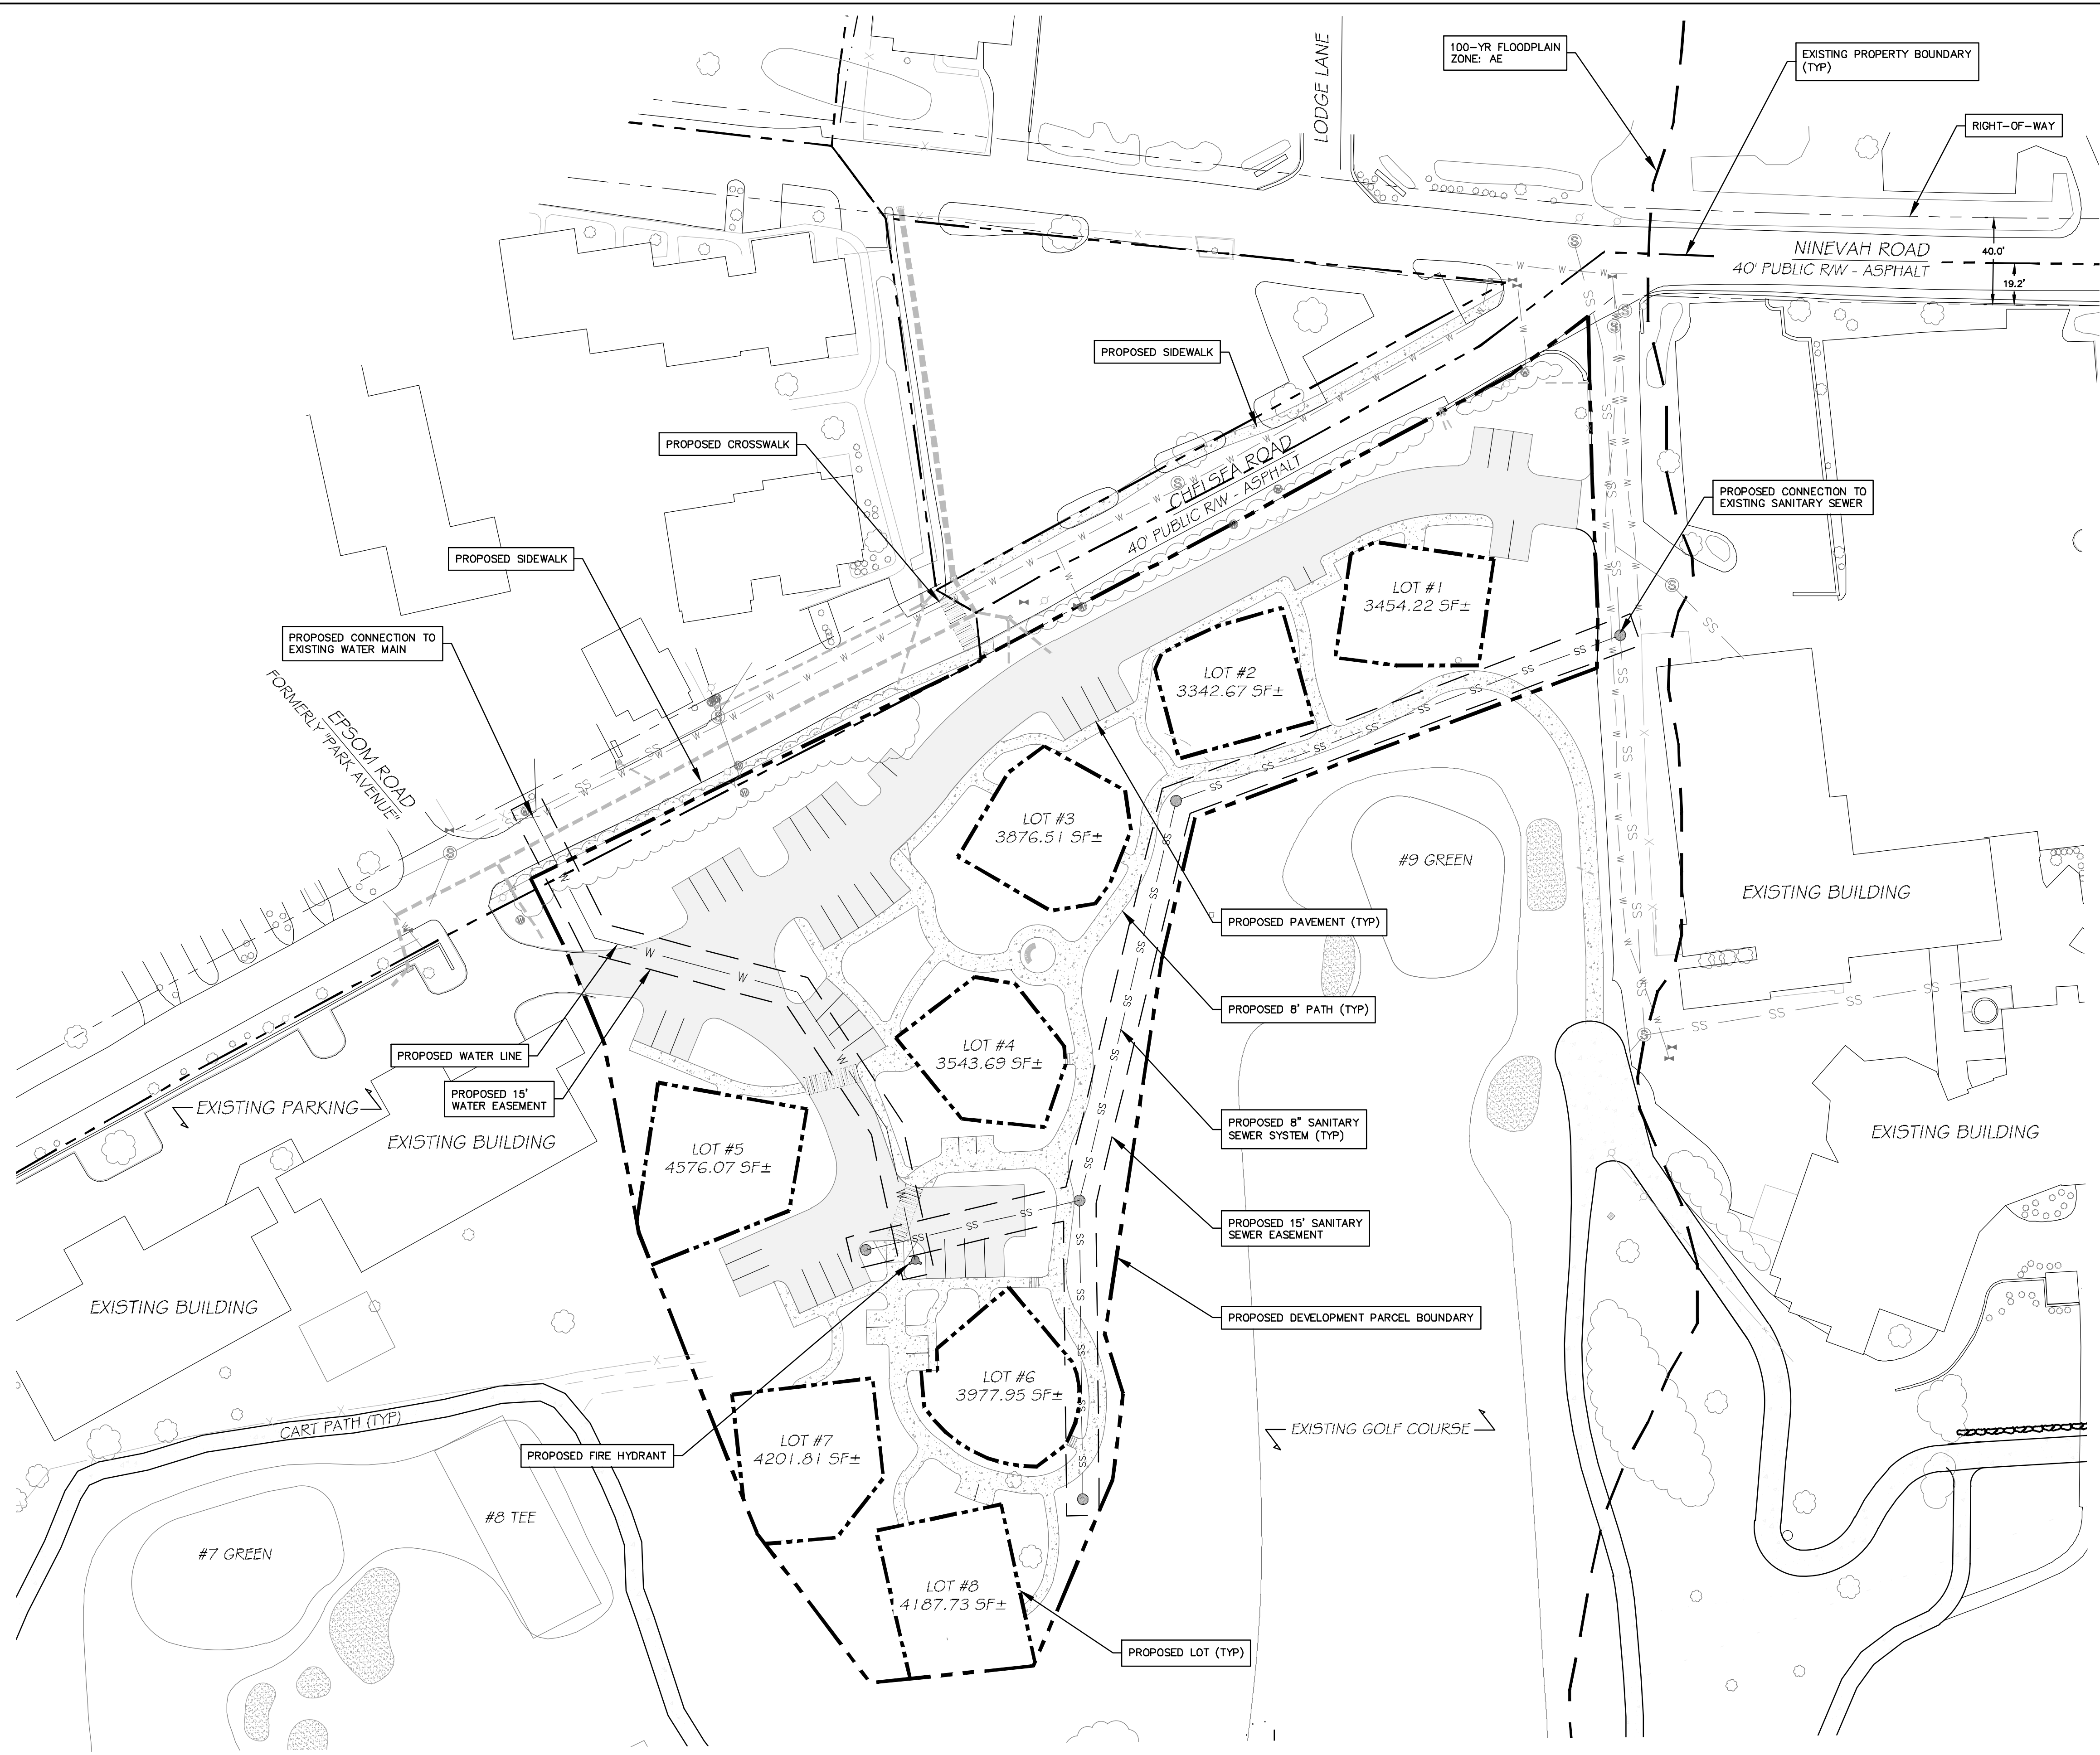 LODGE LANE
100-YR FLOODPLAIN
ZONE: AE
EXISTING PROPERTY BOUNDARY
(TYP)
RIGHT-OF-WAY
NINEVAH ROAD
40' PUBLIC R/W - ASPHALT
40.0'
19.2'
PROPOSED SIDEWALK
PROPOSED CROSSWALK
CHELSEA ROAD
40' PUBLIC R/W - ASPHALT
PROPOSED CONNECTION TO
EXISTING SANITARY SEWER
PROPOSED SIDEWALK
PROPOSED CONNECTION TO
EXISTING WATER MAIN
EPSOM ROAD
FORMERLY "PARK AVENUE"
LOT #1
3454.22 SF±
LOT #2
3342.67 SF±
LOT #3
3876.51 SF±
#9 GREEN
EXISTING BUILDING
PROPOSED PAVEMENT (TYP)
PROPOSED 8' PATH (TYP)
LOT #4
3543.69 SF±
PROPOSED WATER LINE
PROPOSED 15'
WATER EASEMENT
EXISTING PARKING
EXISTING BUILDING
LOT #5
4576.07 SF±
PROPOSED 8" SANITARY
SEWER SYSTEM (TYP)
EXISTING BUILDING
PROPOSED 15' SANITARY
SEWER EASEMENT
EXISTING BUILDING
PROPOSED DEVELOPMENT PARCEL BOUNDARY
LOT #6
3977.95 SF±
CART PATH (TYP)
EXISTING GOLF COURSE
LOT #7
4201.81 SF±
PROPOSED FIRE HYDRANT
#8 TEE
#7 GREEN
LOT #8
4187.73 SF±
PROPOSED LOT (TYP)